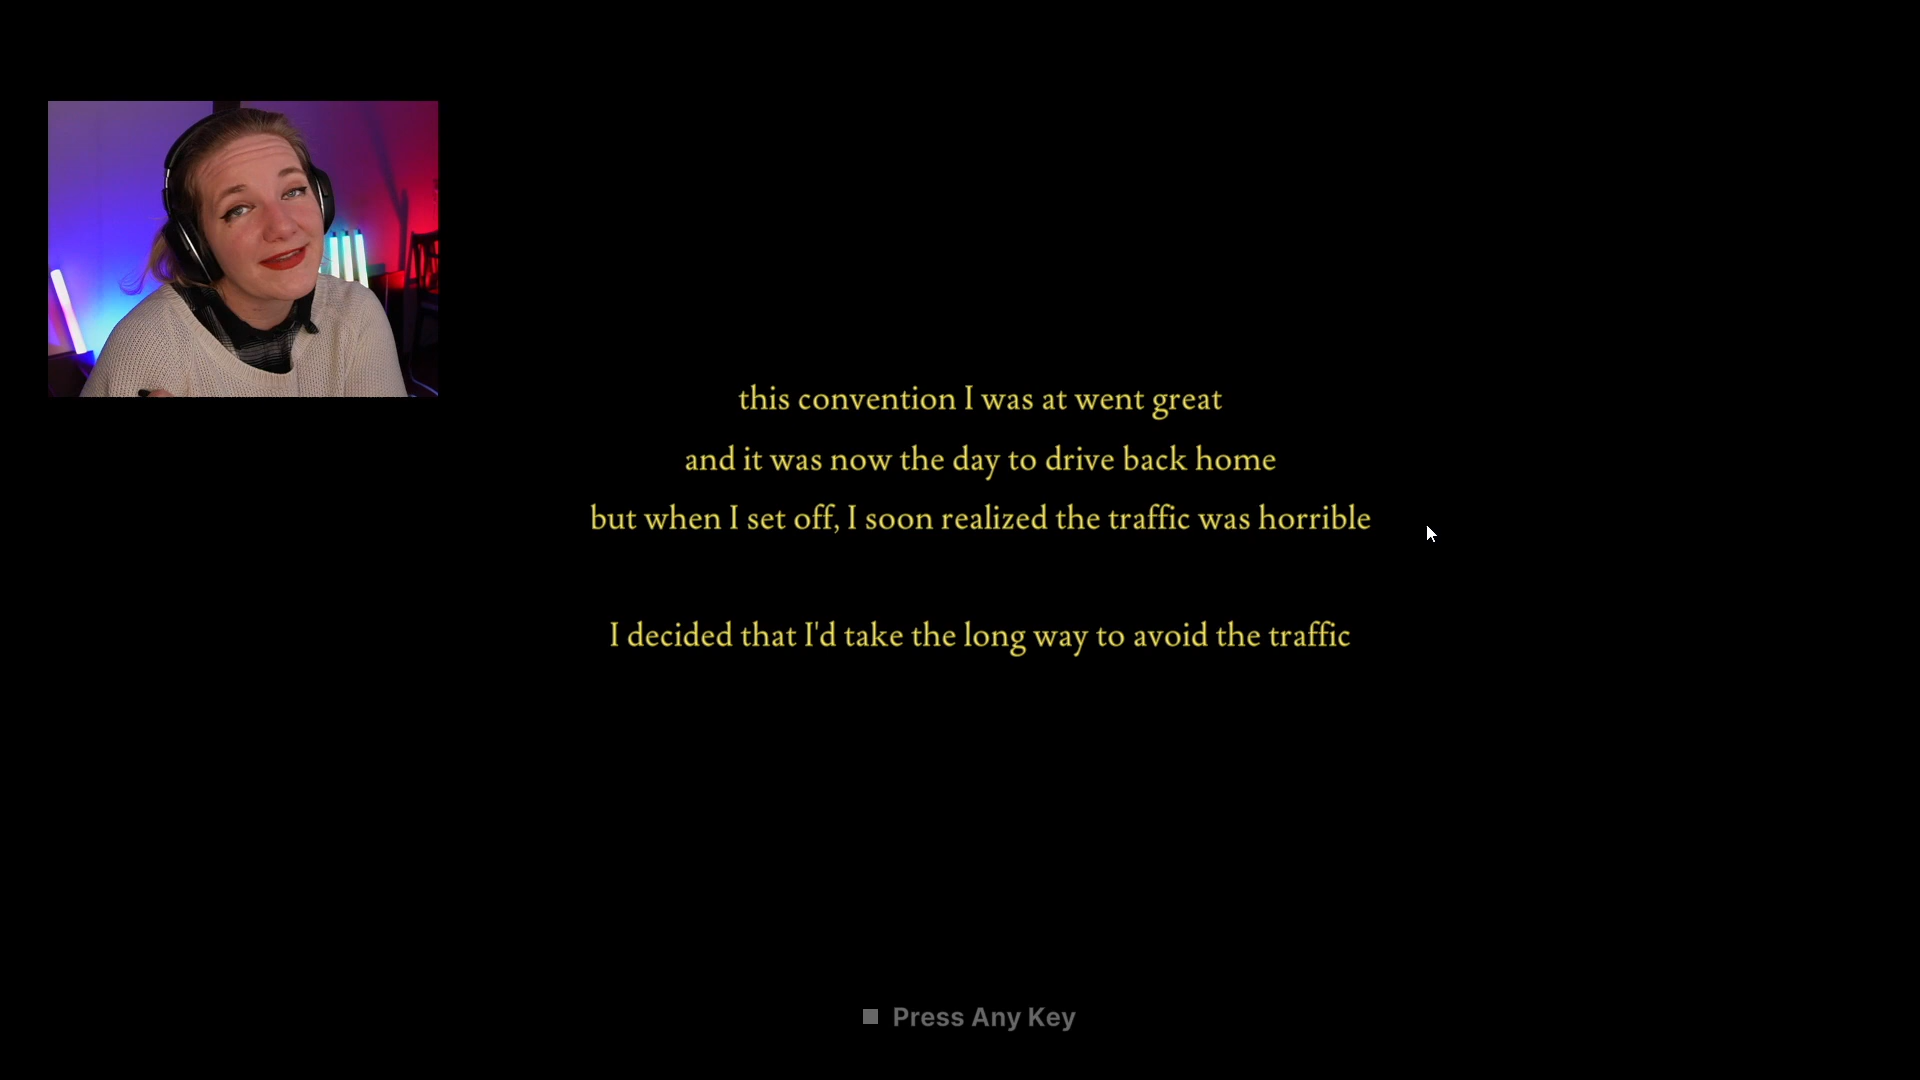 this convention I was at went great
and it was now the day to drive back home
but when I set off, I soon realized the traffic was horrible
I decided that I'd take the long way to avoid the traffic
Press Any Key